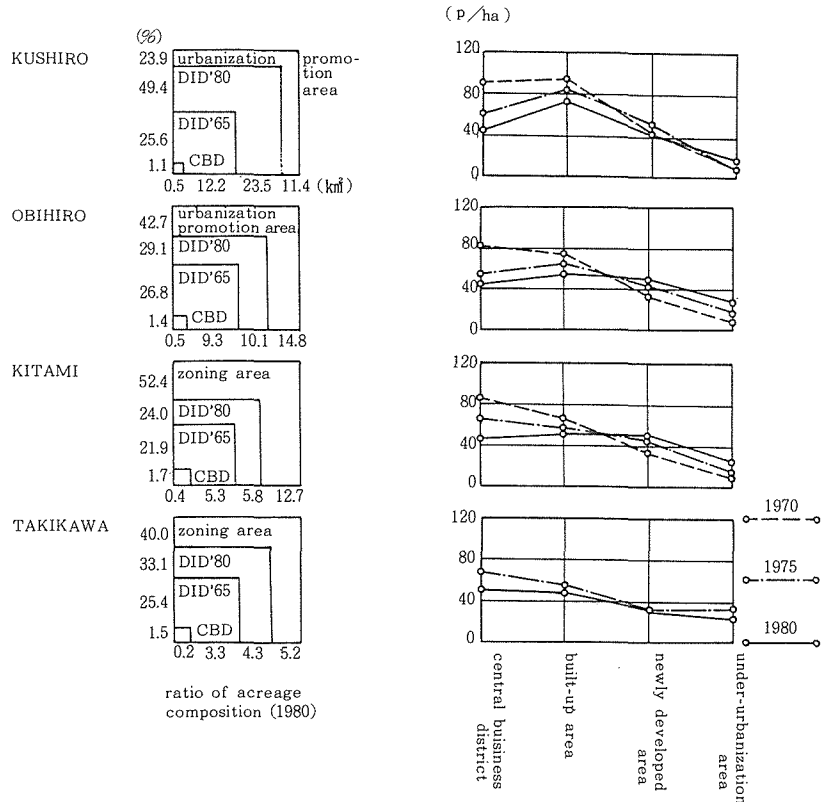 (%)
(p/ha)
KUSHIRO
23.9
49.4
25.6
1.1
urbanization
promo-
tion
area
DID'80
DID'65
CBD
0.5 12.2 23.5 11.4 (k㎡)
120
80
40
0
OBIHIRO
42.7
29.1
26.8
1.4
urbanization
promotion area
DID'80
DID'65
CBD
0.5 9.3 10.1 14.8
120
80
40
0
KITAMI
52.4
24.0
21.9
1.7
zoning area
DID'80
DID'65
CBD
0.4 5.3 5.8 12.7
120
80
40
0
TAKIKAWA
40.0
33.1
25.4
1.5
zoning area
DID'80
DID'65
CBD
0.2 3.3 4.3 5.2
120
80
40
0
1970
1975
1980
ratio of acreage
composition (1980)
central buisiness
district
built-up area
newly developed
area
under-urbanization
area